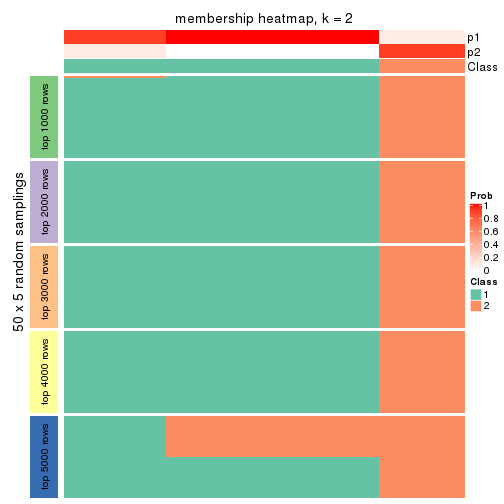 membership heatmap, k = 2
p1
p2
Class
50 x 5 random samplings
top 1000 rows
top 2000 rows
top 3000 rows
top 4000 rows
top 5000 rows
Prob
1
0.8
0.6
0.4
0.2
0
Class
1
2